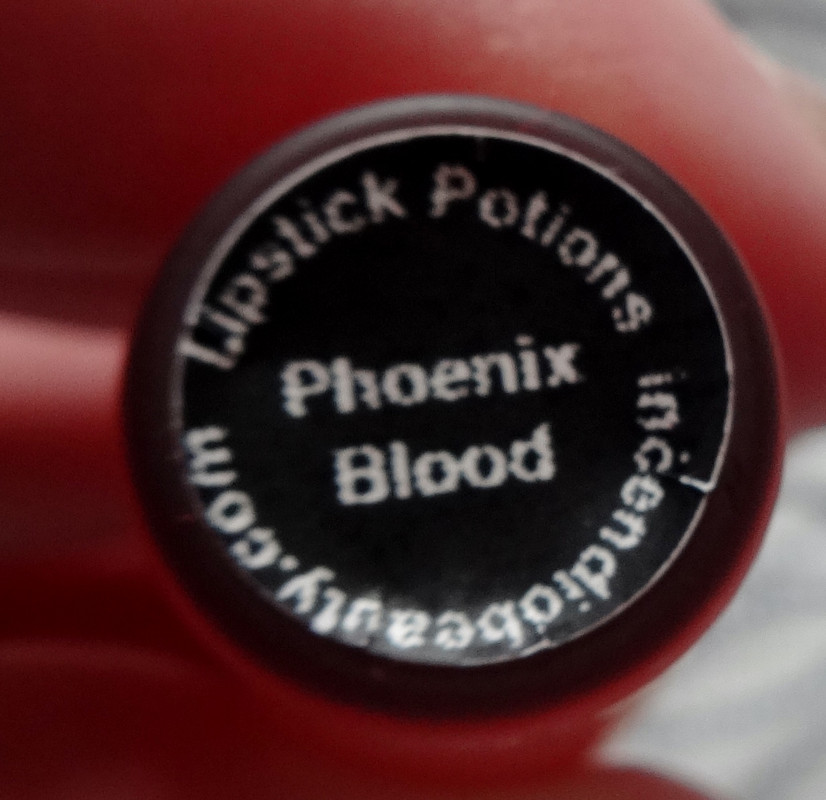 Lipstick Potions
Phoenix
Blood
incendiobeauty.com